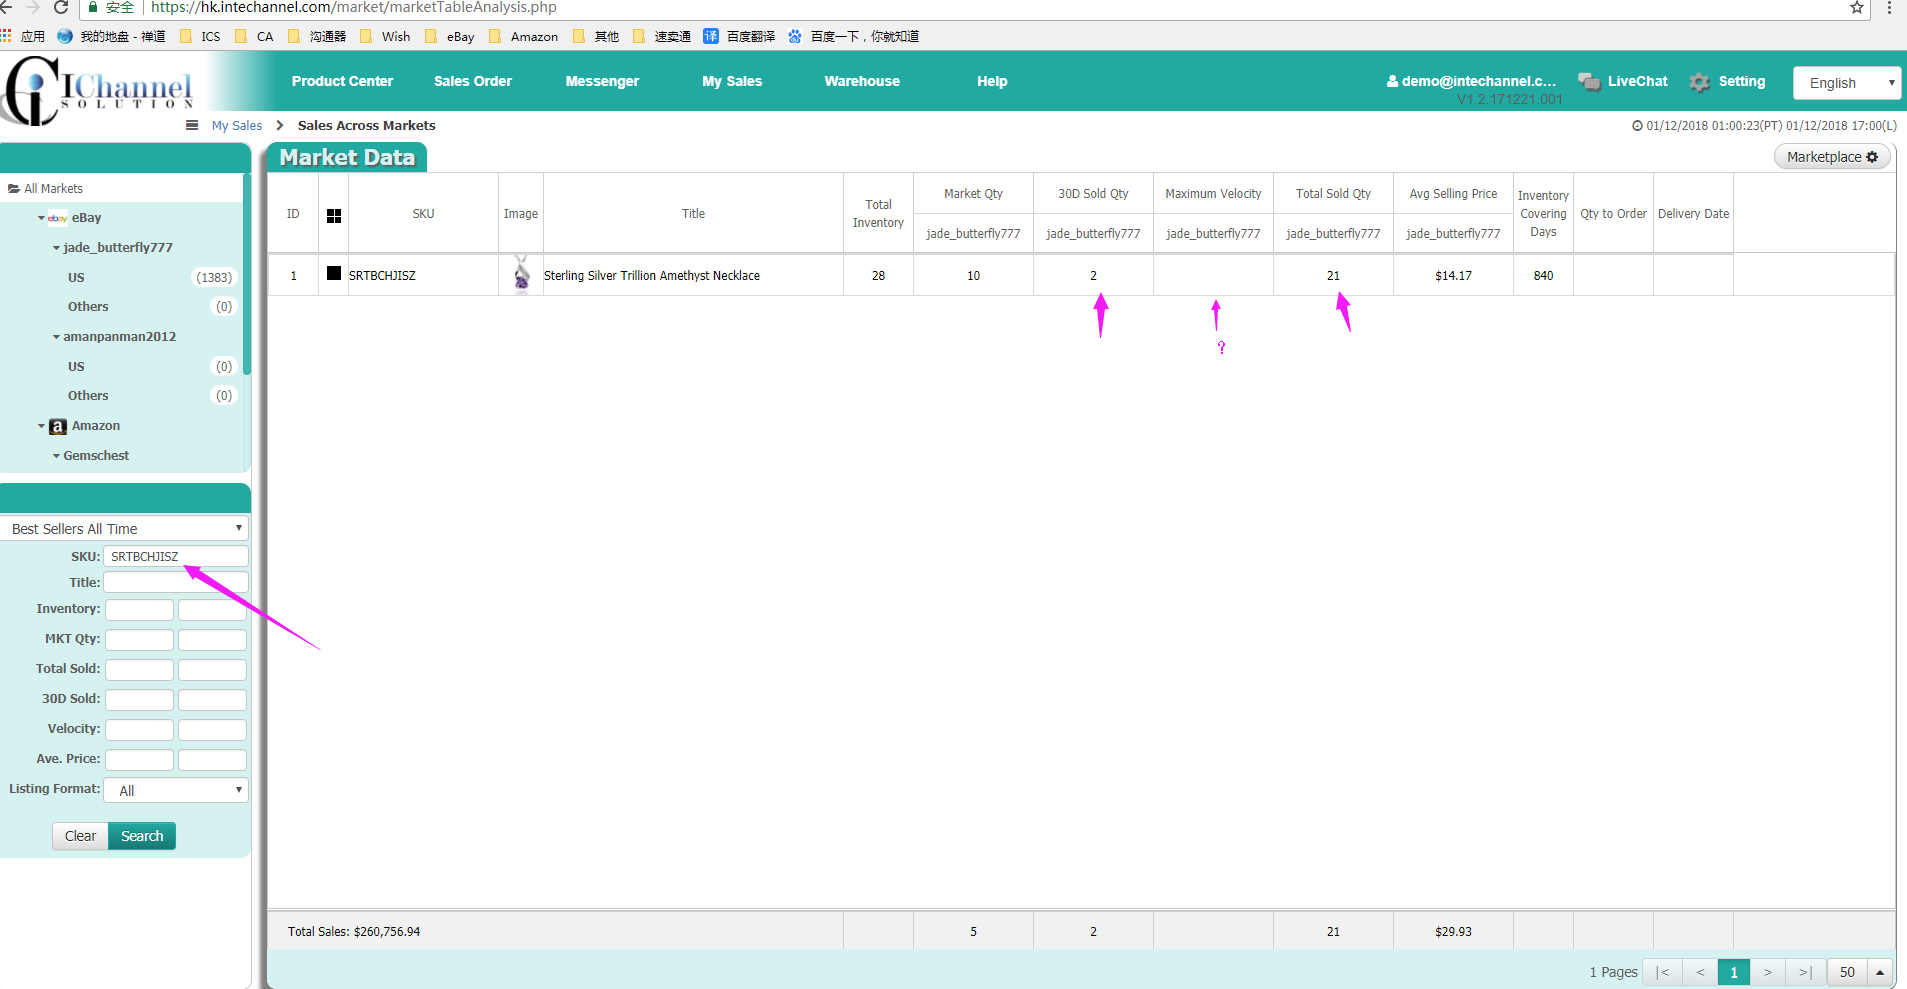 安全 https://hk.intechannel.com/market/marketTableAnalysis.php
应用 我的地盘 - 禅道 ICS CA 沟通器 Wish eBay Amazon 其他 速卖通 译 百度翻译 百度一下，你就知道
IChannel
SOLUTION
Product Center Sales Order Messenger My Sales Warehouse Help
demo@intechannel.c... LiveChat Setting English
V1.2.171221.001
My Sales Sales Across Markets
01/12/2018 01:00:23(PT) 01/12/2018 17:00(L)
Market Data
Marketplace
All Markets
ebay eBay
jade_butterfly777
US (1383)
Others (0)
amanpanman2012
US (0)
Others (0)
a Amazon
Gemschest
Best Sellers All Time
SKU: SRTBCHJISZ
Title:
Inventory:
MKT Qty:
Total Sold:
30D Sold:
Velocity:
Ave. Price:
Listing Format: All
Clear Search
ID SKU Image Title Total Inventory Market Qty 30D Sold Qty Maximum Velocity Total Sold Qty Avg Selling Price Inventory Covering Days Qty to Order Delivery Date
jade_butterfly777 jade_butterfly777 jade_butterfly777 jade_butterfly777 jade_butterfly777
1 SRTBCHJISZ Sterling Silver Trillion Amethyst Necklace 28 10 2 21 $14.17 840
?
Total Sales: $260,756.94 5 2 21 $29.93
1 Pages |< < 1 > >| 50